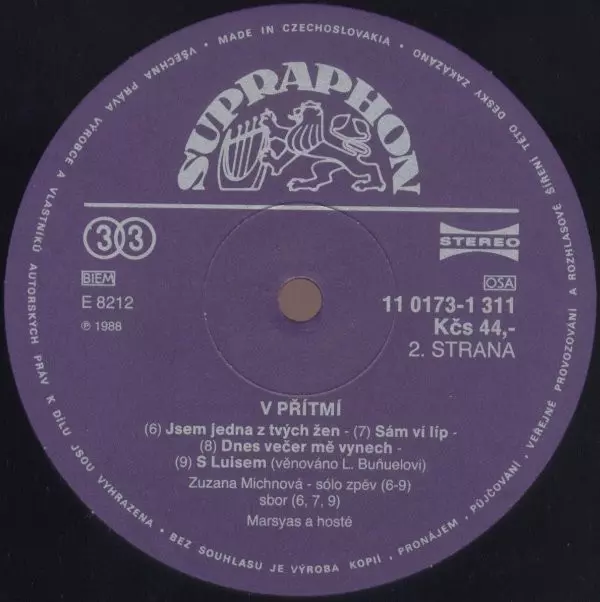 VŠECHNA PRÁVA VÝROBCE A VLASTNÍKŮ AUTORSKÝCH PRÁV K DÍLU JSOU VYHRAZENA • BEZ SOUHLASU JE VÝROBA KOPIÍ, PRONÁJEM, PŮJČOVÁNÍ, VEŘEJNÉ PROVOZOVÁNÍ A ROZHLASOVÉ ŠÍŘENÍ TÉTO DESKY ZAKÁZÁNO • MADE IN CZECHOSLOVAKIA •
SUPRAPHON
33
STEREO
BIEM
OSA
E 8212
11 0173-1 311
℗ 1988
Kčs 44,-
2. STRANA
V PŘÍTMÍ
(6) Jsem jedna z tvých žen - (7) Sám ví líp -
(8) Dnes večer mě vynech -
(9) S Luisem (věnováno L. Buñuelovi)
Zuzana Michnová - sólo zpěv (6-9)
sbor (6, 7, 9)
Marsyas a hosté